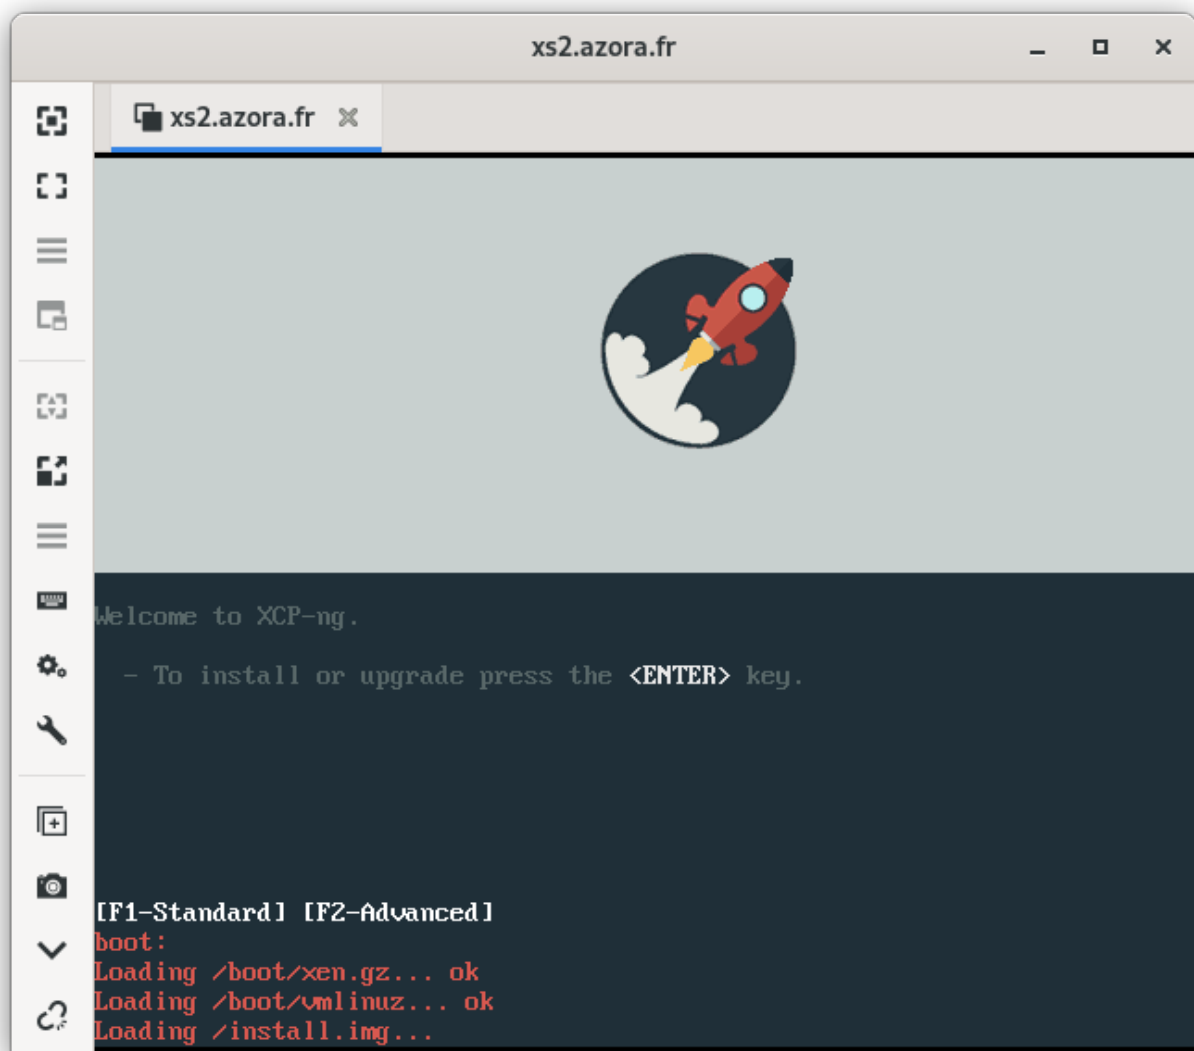 xs2.azora.fr
xs2.azora.fr
Welcome to XCP-ng.
- To install or upgrade press the <ENTER> key.
[F1-Standard] [F2-Advanced]
boot:
Loading /boot/xen.gz... ok
Loading /boot/vmlinuz... ok
Loading /install.img...